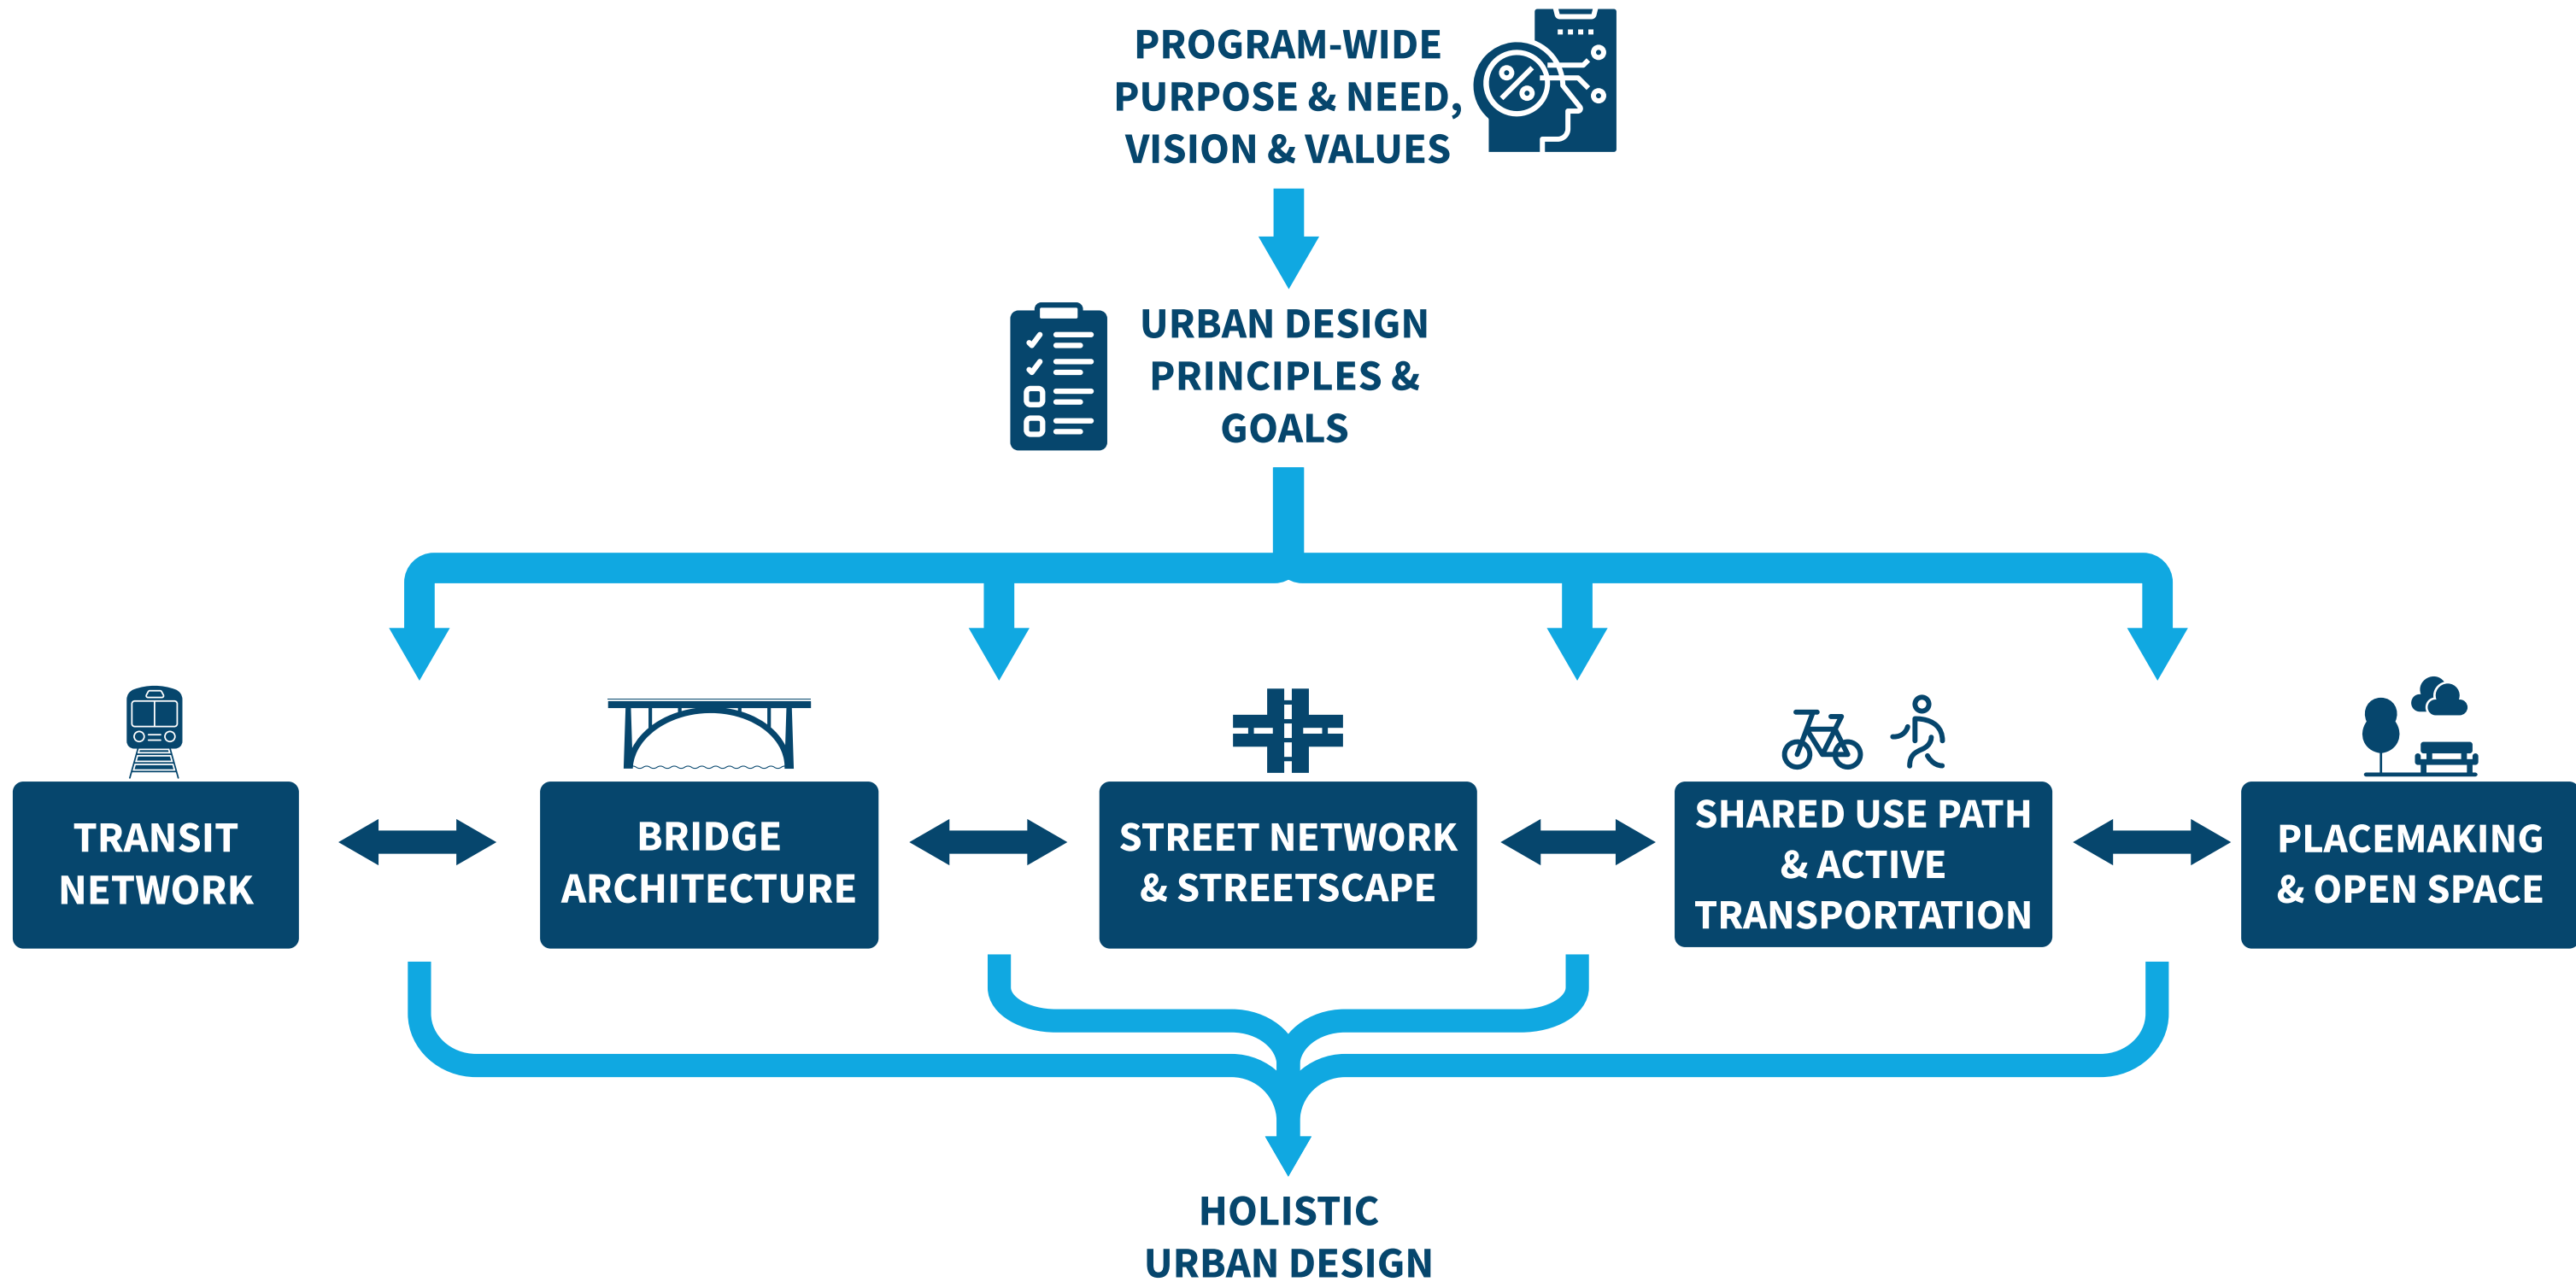 PROGRAM-WIDE
PURPOSE & NEED,
VISION & VALUES
URBAN DESIGN
PRINCIPLES &
GOALS
TRANSIT
NETWORK
BRIDGE
ARCHITECTURE
STREET NETWORK
& STREETSCAPE
SHARED USE PATH
& ACTIVE
TRANSPORTATION
PLACEMAKING
& OPEN SPACE
HOLISTIC
URBAN DESIGN